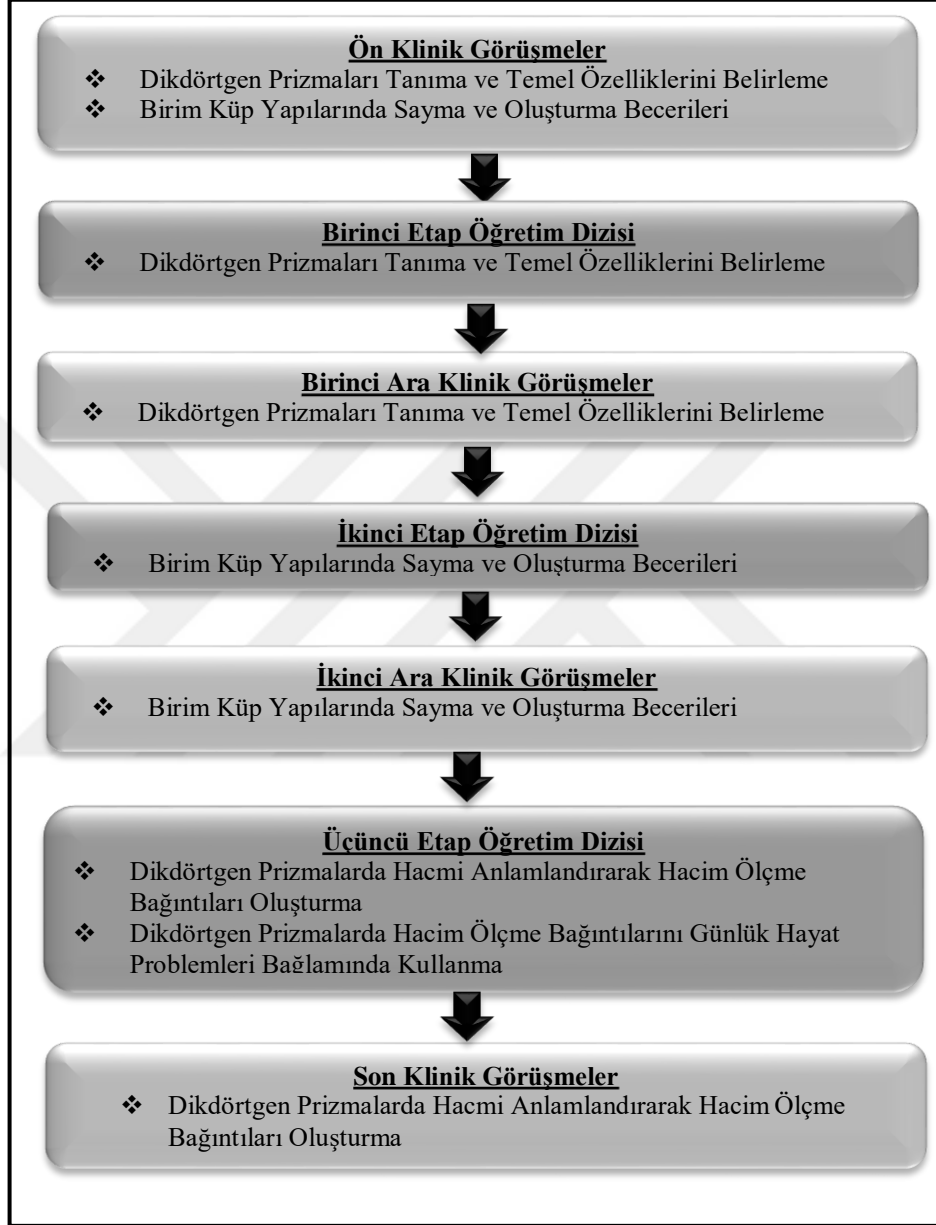 Ön Klinik Görüşmeler
❖ Dikdörtgen Prizmaları Tanıma ve Temel Özelliklerini Belirleme
❖ Birim Küp Yapılarında Sayma ve Oluşturma Becerileri
Birinci Etap Öğretim Dizisi
❖ Dikdörtgen Prizmaları Tanıma ve Temel Özelliklerini Belirleme
Birinci Ara Klinik Görüşmeler
❖ Dikdörtgen Prizmaları Tanıma ve Temel Özelliklerini Belirleme
İkinci Etap Öğretim Dizisi
❖ Birim Küp Yapılarında Sayma ve Oluşturma Becerileri
İkinci Ara Klinik Görüşmeler
❖ Birim Küp Yapılarında Sayma ve Oluşturma Becerileri
Üçüncü Etap Öğretim Dizisi
❖ Dikdörtgen Prizmalarda Hacmi Anlamlandırarak Hacim Ölçme
Bağıntıları Oluşturma
❖ Dikdörtgen Prizmalarda Hacim Ölçme Bağıntılarını Günlük Hayat
Problemleri Bağlamında Kullanma
Son Klinik Görüşmeler
❖ Dikdörtgen Prizmalarda Hacmi Anlamlandırarak Hacim Ölçme
Bağıntıları Oluşturma